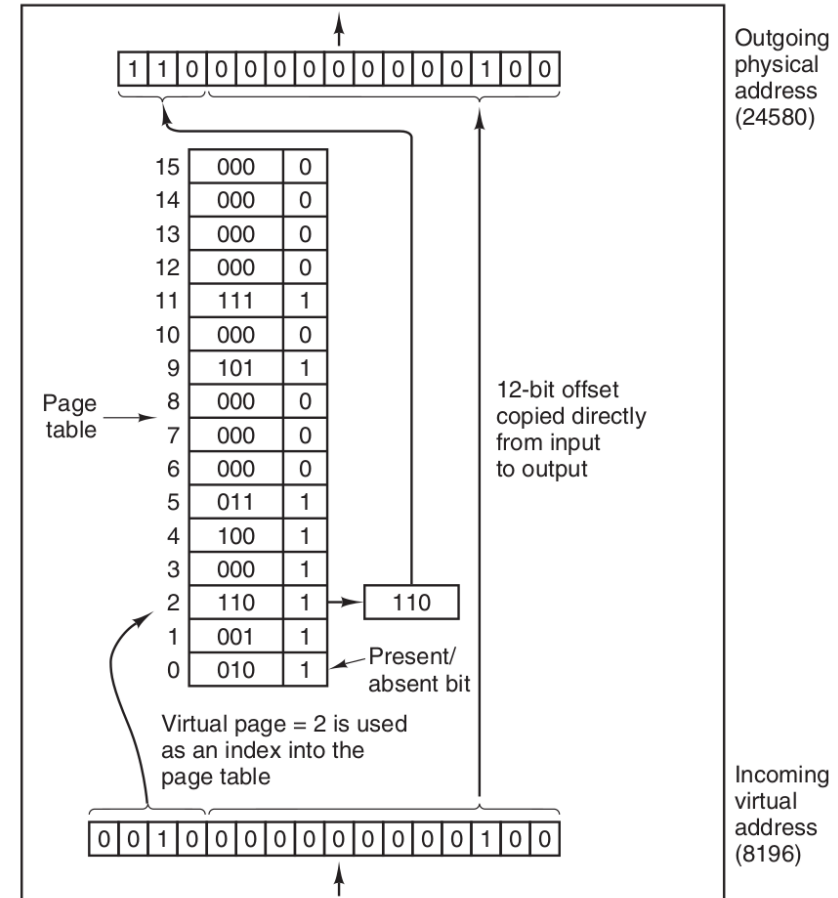 1 1 0 0 0 0 0 0 0 0 0 0 1 0 0
Outgoing
physical
address
(24580)
15 000 0
14 000 0
13 000 0
12 000 0
11 111 1
10 000 0
9 101 1
8 000 0
7 000 0
6 000 0
5 011 1
4 100 1
3 000 1
2 110 1 110
1 001 1
0 010 1
Page
table
12-bit offset
copied directly
from input
to output
Present/
absent bit
Virtual page = 2 is used
as an index into the
page table
0 0 1 0 0 0 0 0 0 0 0 0 0 1 0 0
Incoming
virtual
address
(8196)